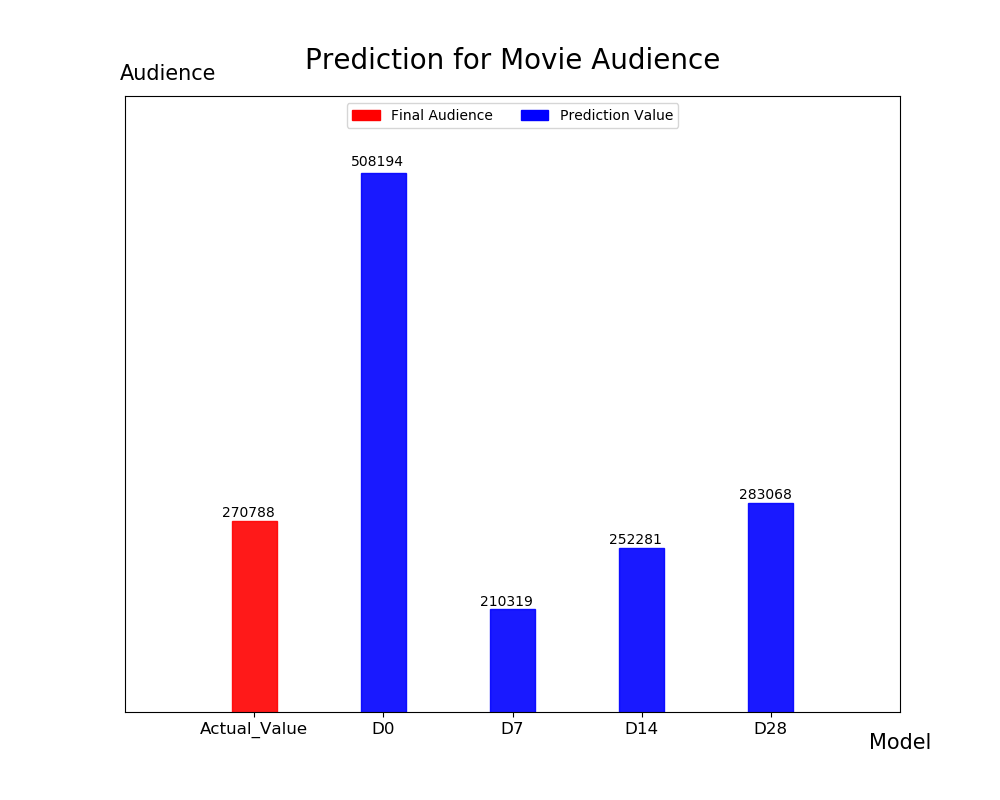 Prediction for Movie Audience
Audience
Final Audience Prediction Value
508194
283068
270788
252281
210319
Actual_Value D0 D7 D14 D28
Model